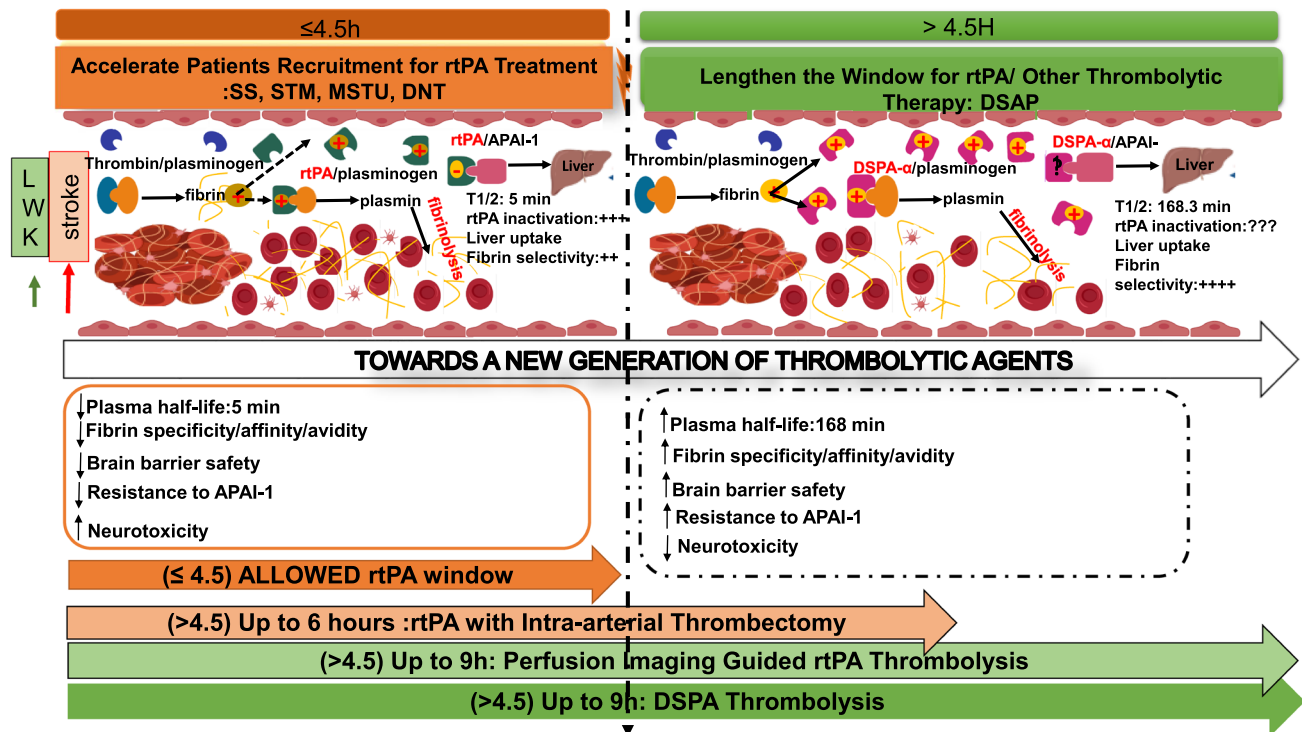 ≤4.5h
Accelerate Patients Recruitment for rtPA Treatment
:SS, STM, MSTU, DNT
> 4.5H
Lengthen the Window for rtPA/ Other Thrombolytic
Therapy: DSAP
L
W
K
stroke
Thrombin/plasminogen
fibrin
+
+
+
+
rtPA/plasminogen
plasmin
fibrinolysis
rtPA/APAI-1
-
Liver
T1/2: 5 min
rtPA inactivation:+++
Liver uptake
Fibrin selectivity:++
Thrombin/plasminogen
fibrin
+
+
+
+
+
+
+
DSPA-α/plasminogen
plasmin
fibrinolysis
DSPA-α/APAI-
?
Liver
+
T1/2: 168.3 min
rtPA inactivation:???
Liver uptake
Fibrin
selectivity:++++
TOWARDS A NEW GENERATION OF THROMBOLYTIC AGENTS
↓Plasma half-life:5 min
↓Fibrin specificity/affinity/avidity
↓Brain barrier safety
↓Resistance to APAI-1
↑Neurotoxicity
↑Plasma half-life:168 min
↑Fibrin specificity/affinity/avidity
↑Brain barrier safety
↑Resistance to APAI-1
↓Neurotoxicity
(≤ 4.5) ALLOWED rtPA window
(>4.5) Up to 6 hours :rtPA with Intra-arterial Thrombectomy
(>4.5) Up to 9h: Perfusion Imaging Guided rtPA Thrombolysis
(>4.5) Up to 9h: DSPA Thrombolysis